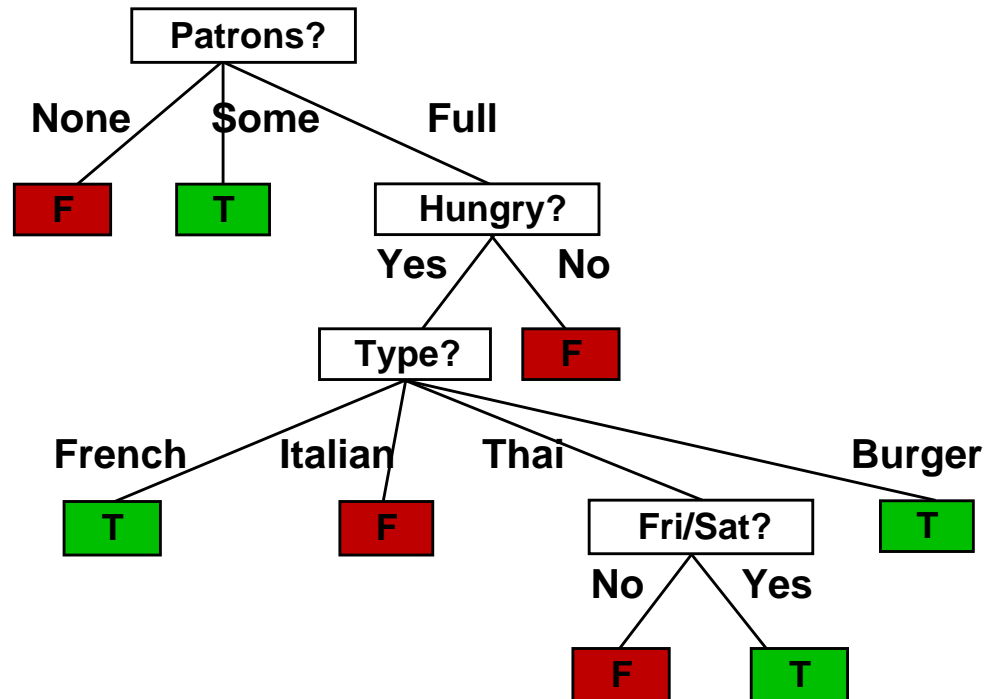 Patrons?
None Some Full
F T Hungry?
Yes No
Type? F
French Italian Thai Burger
T F Fri/Sat? T
No Yes
F T